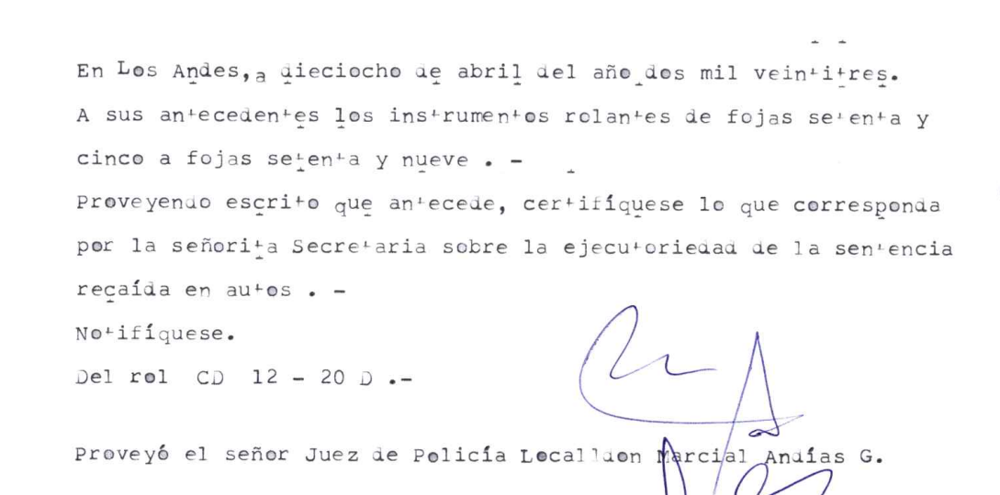 En Los Andes, a dieciocho de abril del año dos mil veintitres.
A sus antecedentes los instrumentos rolantes de fojas setenta y
cinco a fojas setenta y nueve . -
Proveyendo escrito que antecede, certifíquese lo que corresponda
por la señorita Secretaria sobre la ejecutoriedad de la sentencia
recaída en autos . -
Notifíquese.
Del rol CD 12 - 20 D .-
Proveyó el señor Juez de Policía Local don Marcial Andías G.